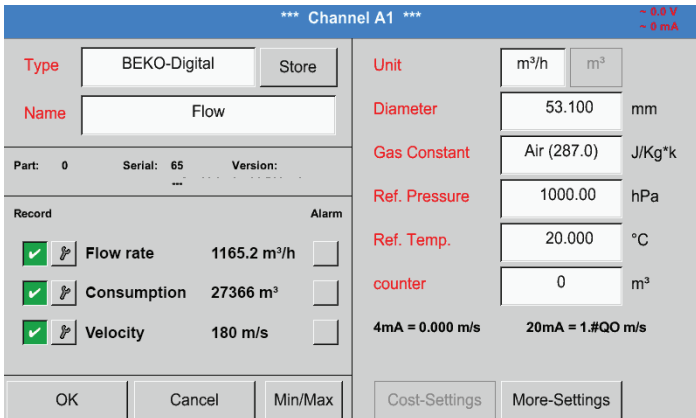 *** Channel A1 ***
~ 0.0 V
~ 0 mA
Type
BEKO-Digital
Store
Name
Flow
Part: 0 Serial: 65 Version:
---
Record
Alarm
Flow rate 1165.2 m³/h
Consumption 27366 m³
Velocity 180 m/s
OK
Cancel
Min/Max
Unit
m³/h
m³
Diameter
53.100
mm
Gas Constant
Air (287.0)
J/Kg*k
Ref. Pressure
1000.00
hPa
Ref. Temp.
20.000
°C
counter
0
m³
4mA = 0.000 m/s
20mA = 1.#QO m/s
Cost-Settings
More-Settings